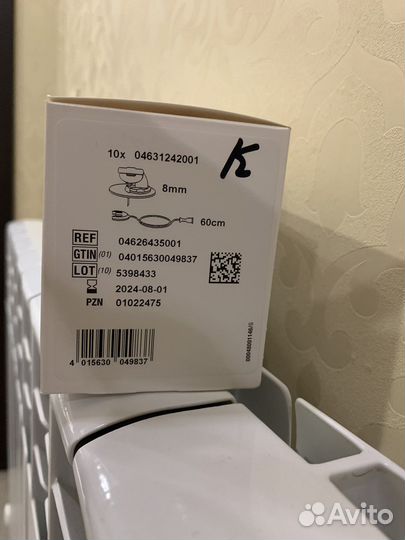 10x 04631242001
K
8mm
60cm
REF 04626435001
GTIN (01) 04015630049837
LOT (10) 5398433
2024-08-01
PZN 01022475
4 015630 049837
00048001146/G
Avito